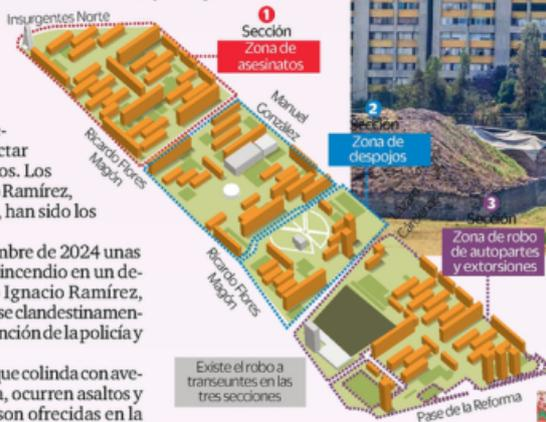 Insurgentes Norte
1
Sección
Zona de
asesinatos
Manuel
González
Ricardo Flores
Magón
2
Sección
Zona de
despojos
Ricardo Flores
Magón
3
Sección
Zona de robo
de autopartes
y extorsiones
Existe el robo a
transeuntes en las
tres secciones
Pase de la Reforma
e-
ctar
os. Los
Ramírez,
, han sido los
mbre de 2024 unas
incendio en un de-
Ignacio Ramírez,
se clandestinamen-
nción de la policía y
que colinda con ave-
a, ocurren asaltos y
son ofrecidas en la